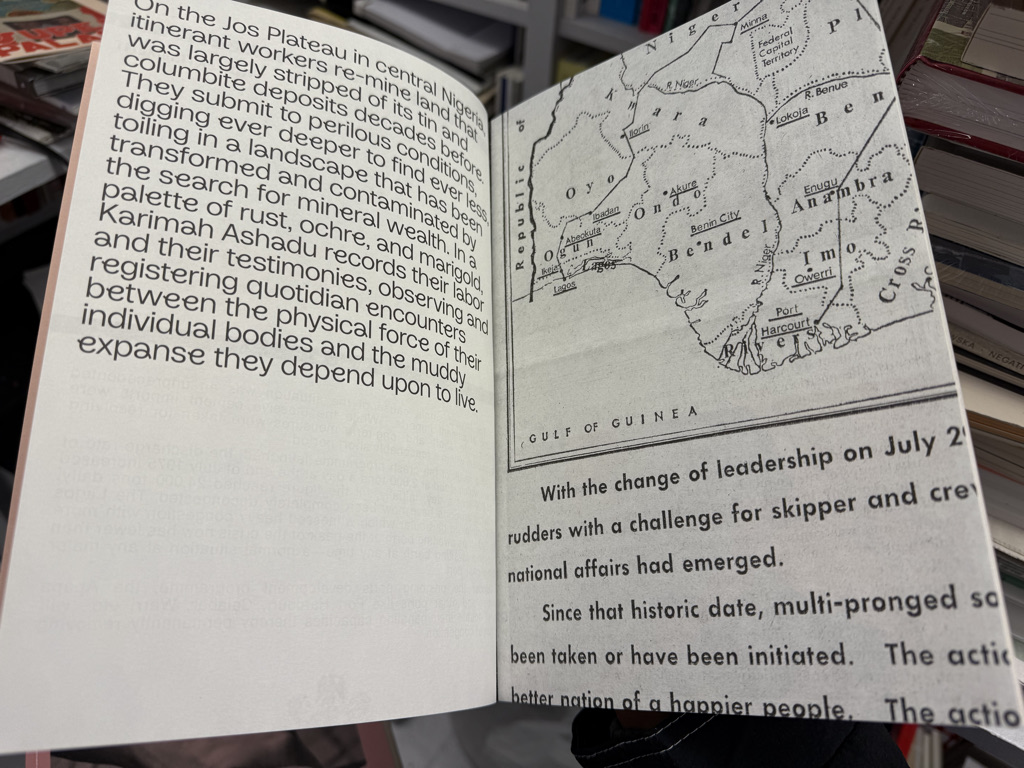 On the Jos Plateau in central Nigeria,
itinerant workers re-mine land that
was largely stripped of its tin and
columbite deposits decades before.
They submit to perilous conditions,
digging ever deeper to find ever less
toiling in a landscape that has been
transformed and contaminated by
the search for mineral wealth. In a
palette of rust, ochre, and marigold,
Karimah Ashadu records their labor
and their testimonies, observing and
registering quotidian encounters
between the physical force of their
individual bodies and the muddy
expanse they depend upon to live.
Niger
Minna
Federal
Capital
Territory
Pl
R. Niger
Kwara
R. Benue
Lokoja
Ben
Ilorin
Republic of
Oyo
Akure
Ondo
Enugu
Anambra
Ibadan
Abeokuta
Ogun
Benin City
Bendel
Imo
Ikeja
Lagos
Lagos
R. Niger
Owerri
Cross R
Port
Harcourt
Rivers
GULF OF GUINEA
With the change of leadership on July 2
rudders with a challenge for skipper and
national affairs had emerged.
Since that historic date, multi-pronged
been taken or have been initiated. The
better nation of a happier people. The